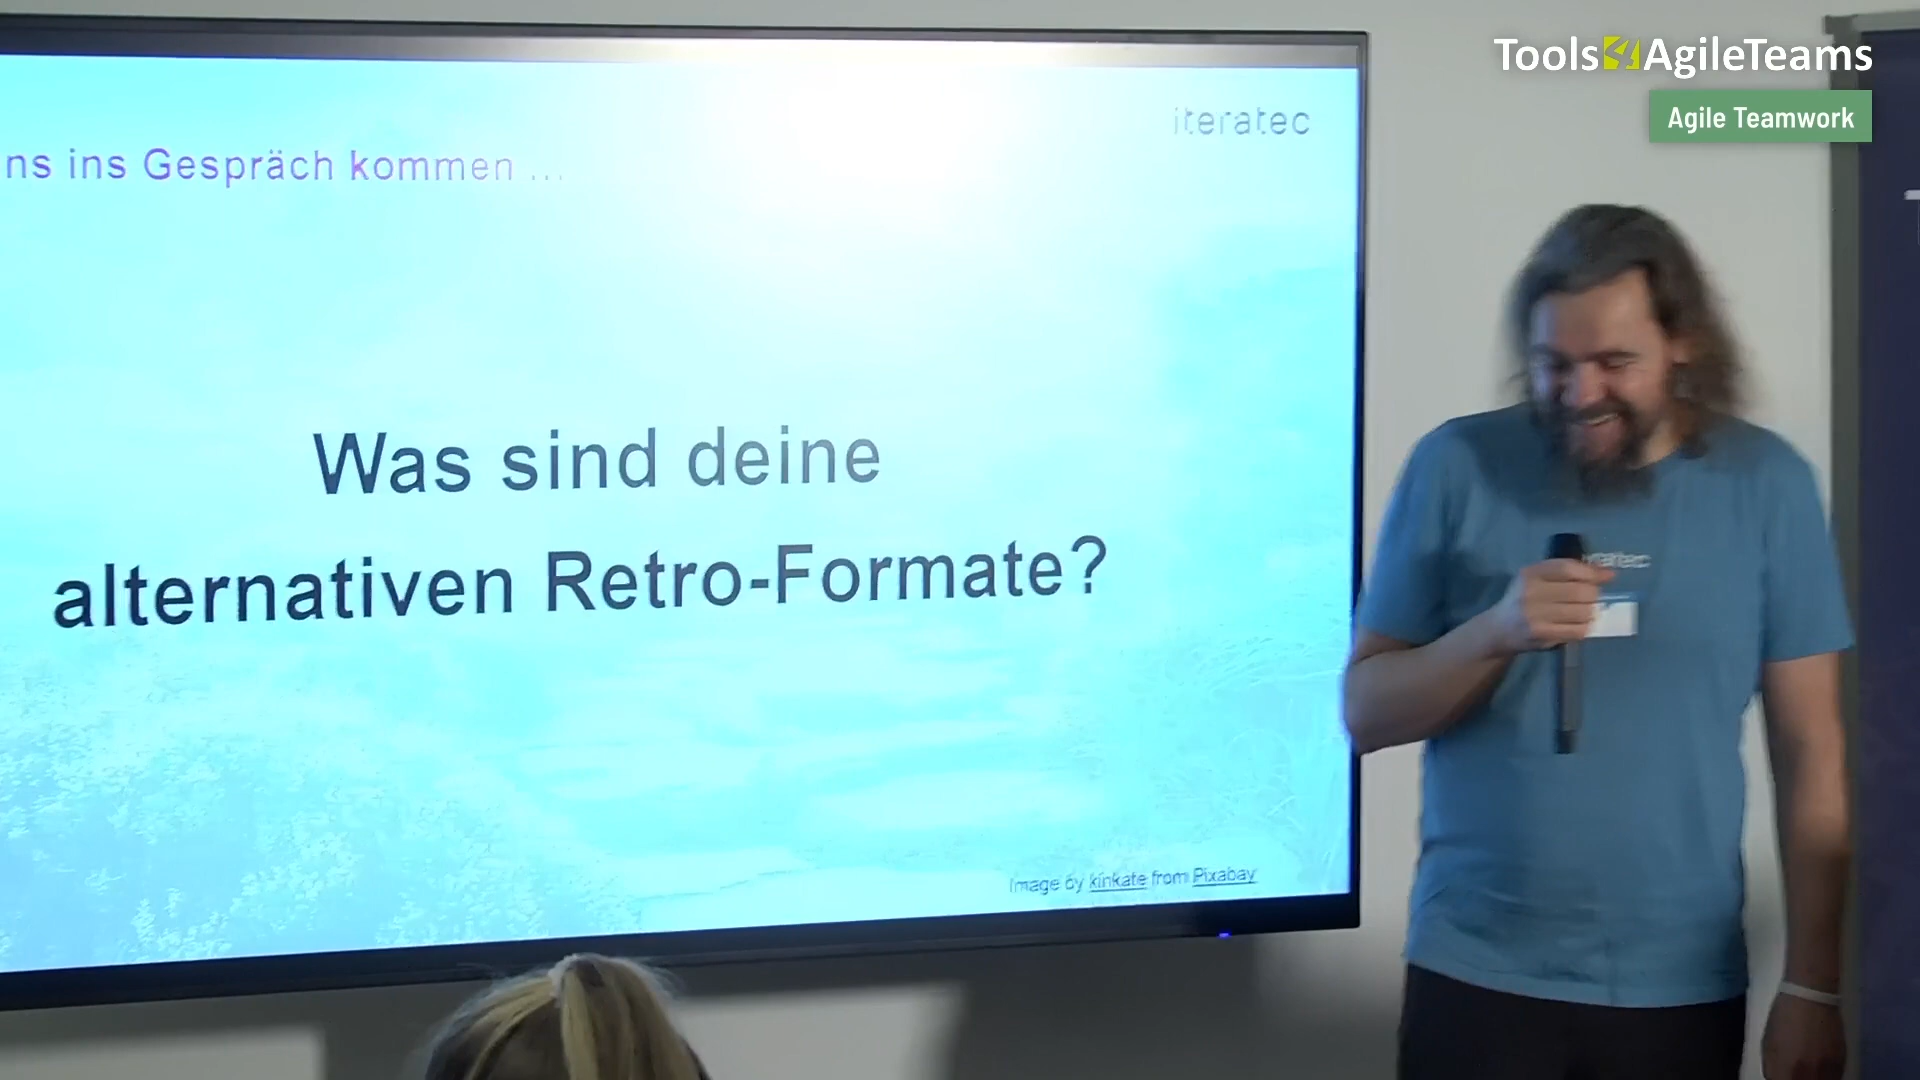 Tools4AgileTeams
Agile Teamwork
iteratec
ns ins Gespräch kommen ...
Was sind deine
alternativen Retro-Formate?
Image by kinkate from Pixabay